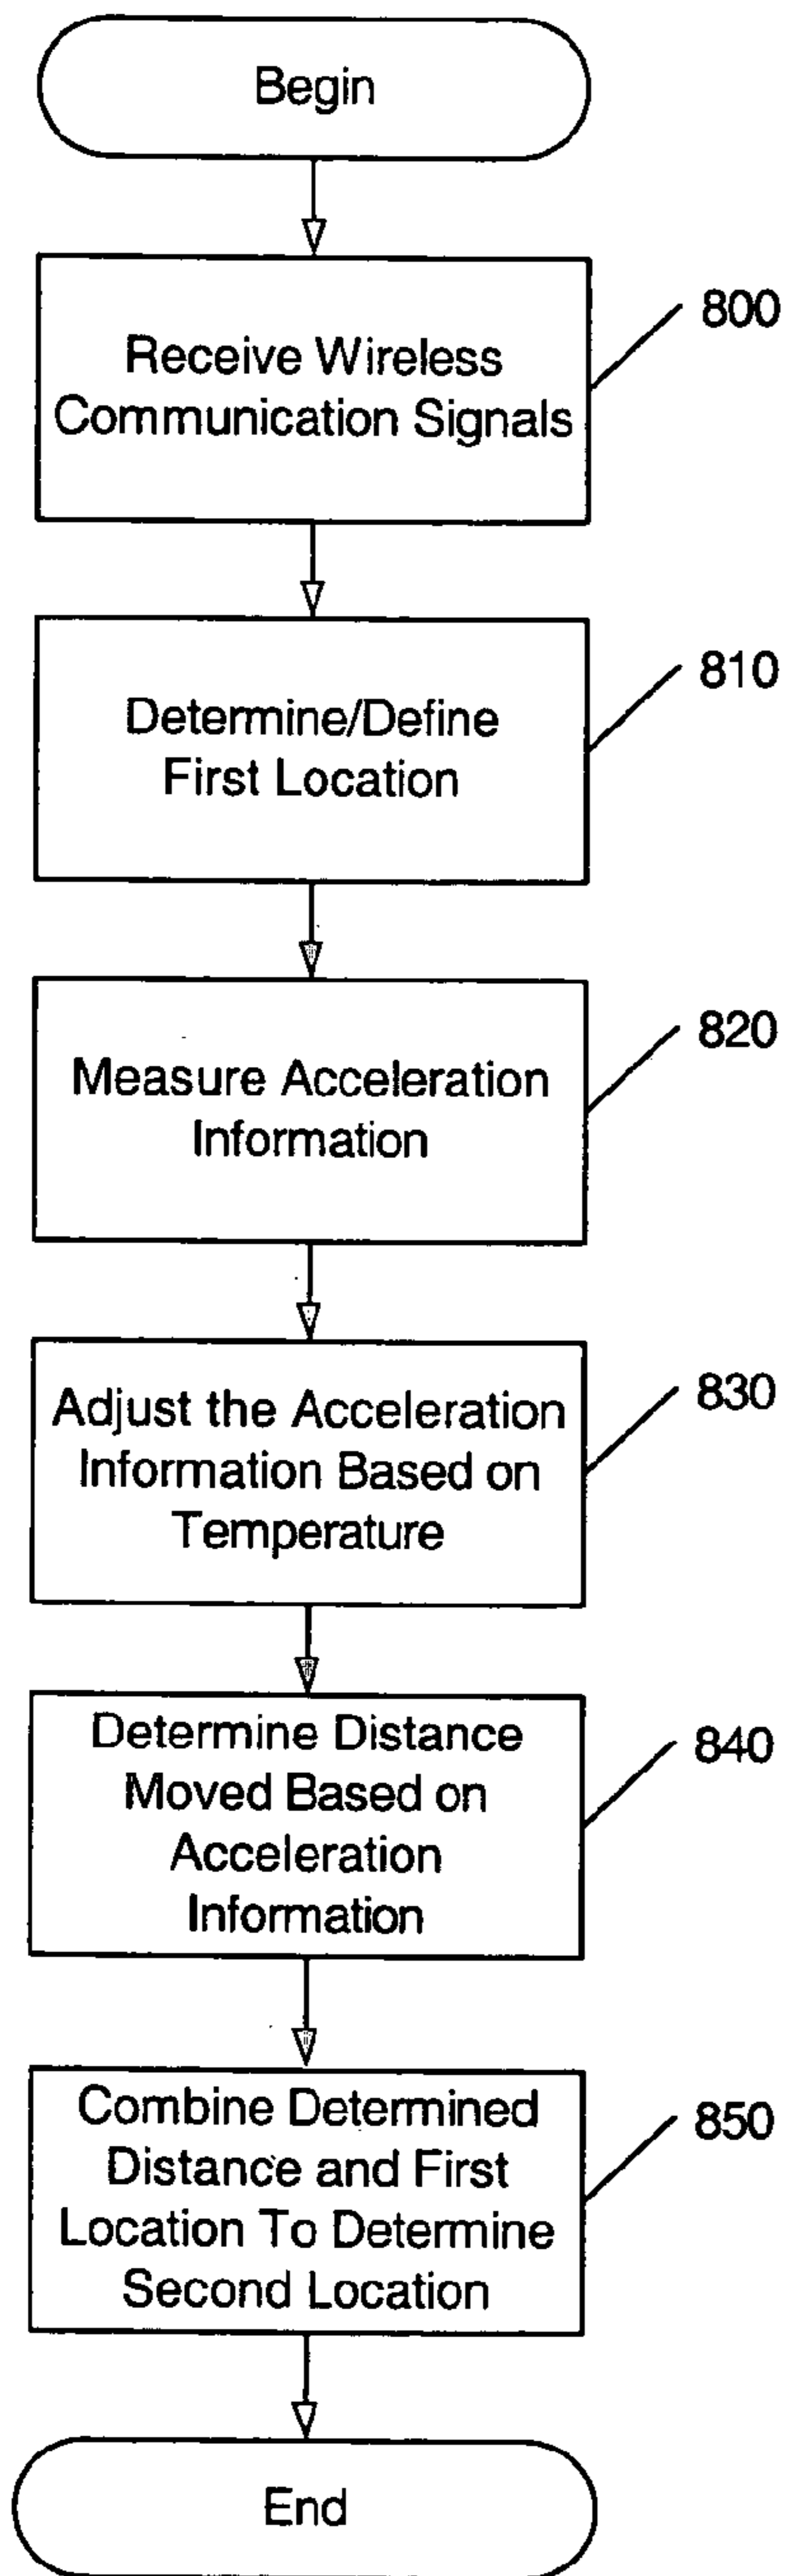 Begin
Receive Wireless
Communication Signals
800
Determine/Define
First Location
810
Measure Acceleration
Information
820
Adjust the Acceleration
Information Based on
Temperature
830
Determine Distance
Moved Based on
Acceleration
Information
840
Combine Determined
Distance and First
Location To Determine
Second Location
850
End